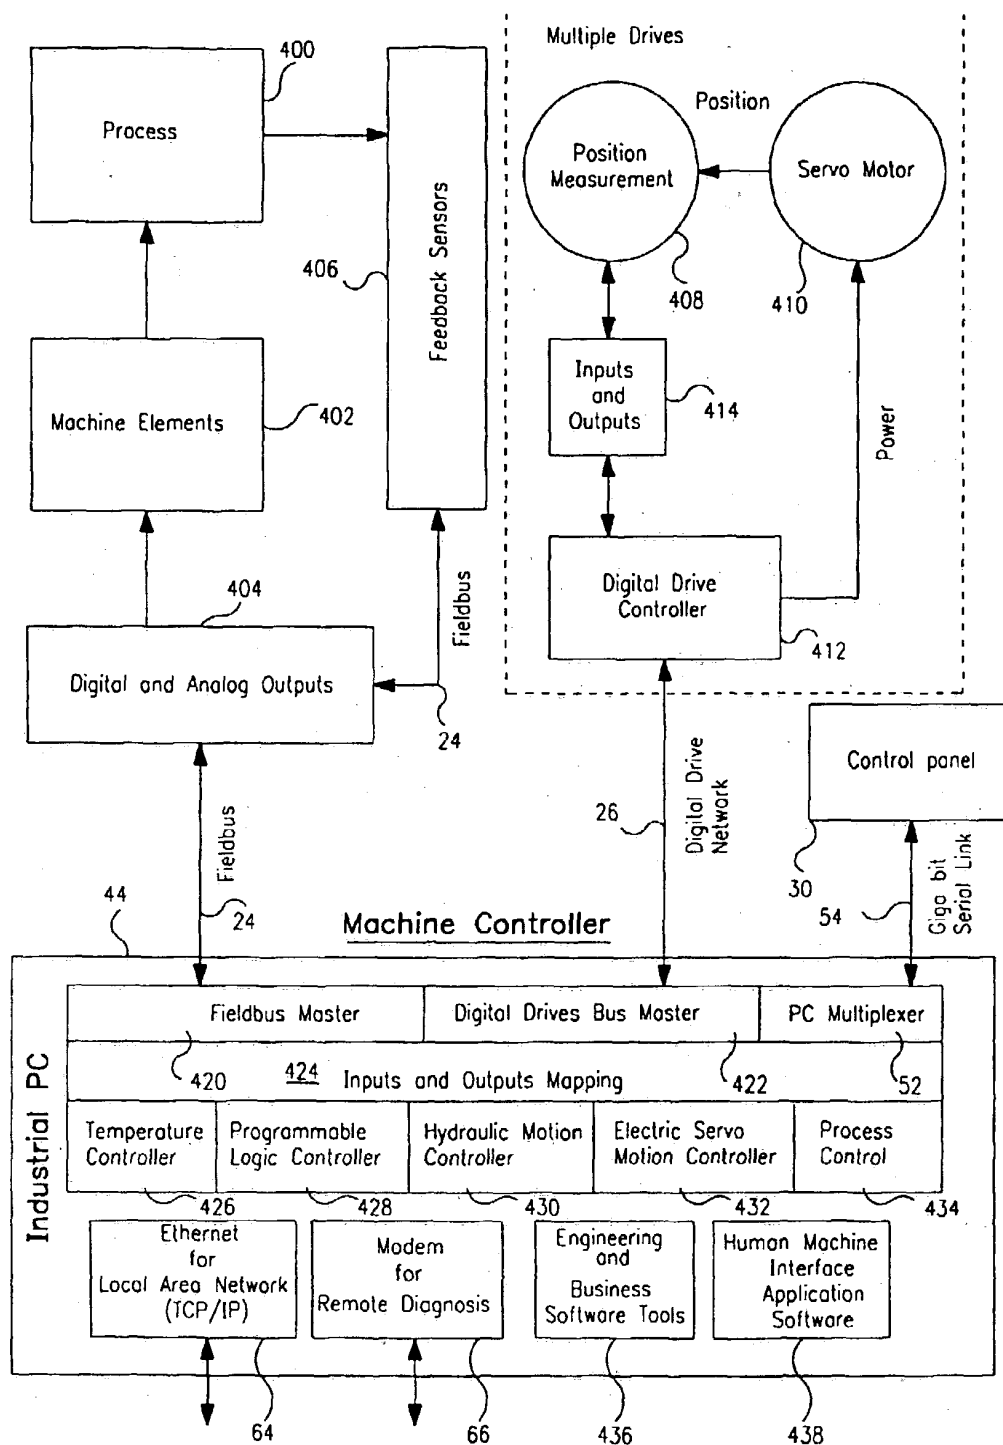 Multiple Drives
400
Process
Position
Position
Measurement
Servo Motor
406
Feedback Sensors
408
410
Inputs
and
Outputs
414
Machine Elements
402
Power
Digital Drive
Controller
412
404
Fieldbus
Digital and Analog Outputs
24
Control panel
Fieldbus
26
Digital Drive
Network
30
Giga bit
Serial Link
54
44
24
Machine Controller
Industrial PC
Fieldbus Master
Digital Drives Bus Master
PC Multiplexer
420
424
Inputs and Outputs Mapping
422
52
Temperature
Controller
Programmable
Logic Controller
Hydraulic Motion
Controller
Electric Servo
Motion Controller
Process
Control
426
428
430
432
434
Ethernet
for
Local Area Network
(TCP/IP)
Modem
for
Remote Diagnosis
Engineering
and
Business
Software Tools
Human Machine
Interface
Application
Software
64
66
436
438